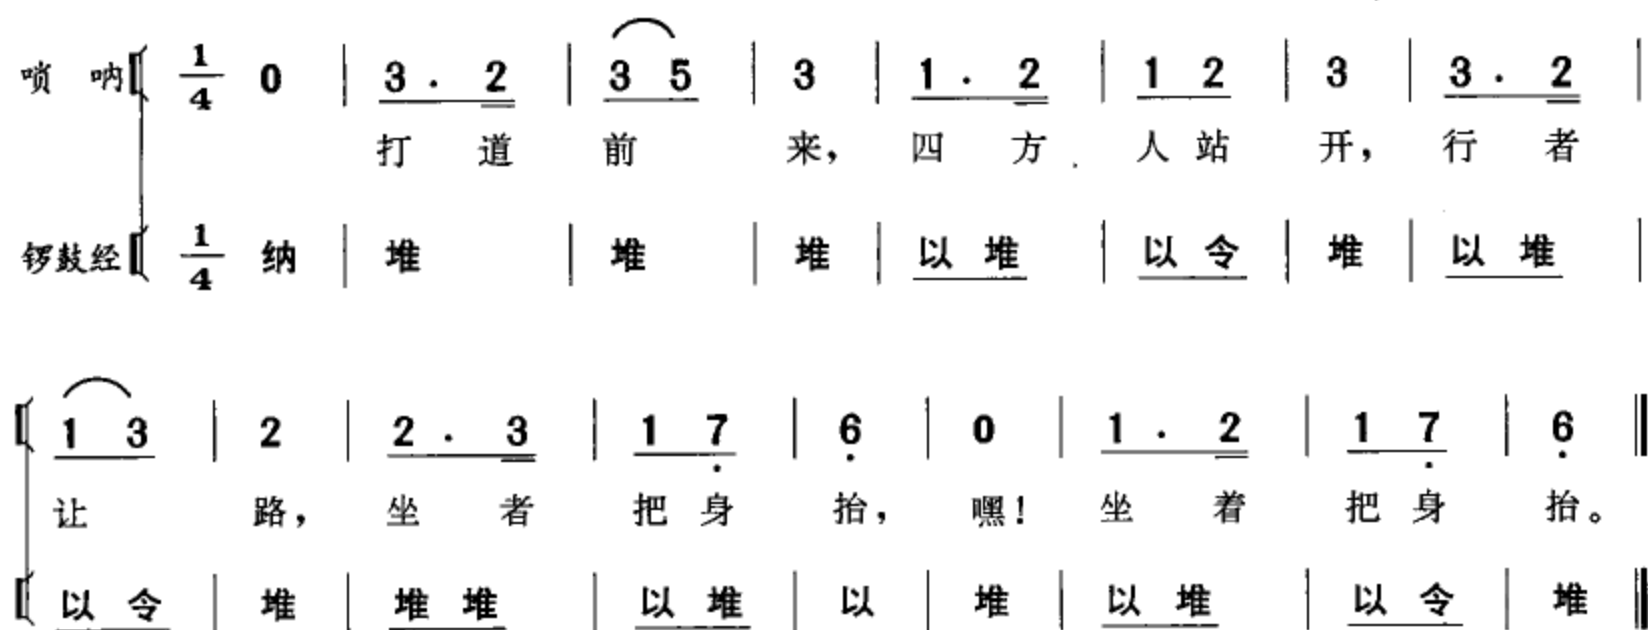 唢 呐 1/4 0 | 3 . 2 | 3 5 | 3 | 1 . 2 | 1 2 | 3 | 3 . 2 |
打 道 前 来， 四 方 人 站 开， 行 者
锣鼓经 1/4 纳 | 堆 | 堆 | 堆 | 以 堆 | 以 令 | 堆 | 以 堆 |
1 3 | 2 | 2 . 3 | 1 7̣ | 6̣ | 0 | 1 . 2 | 1 7̣ | 6̣ ‖
让 路， 坐 者 把 身 抬， 嘿！ 坐 着 把 身 抬。
以 令 | 堆 | 堆 堆 | 以 堆 | 以 | 堆 | 以 堆 | 以 令 | 堆 ‖